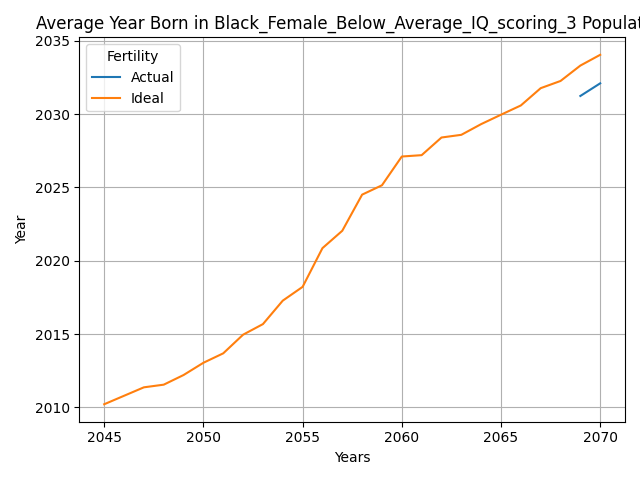 Average Year Born in Black_Female_Below_Average_IQ_scoring_3 Populat
2035
2030
2025
2020
2015
2010
Year
Fertility
Actual
Ideal
2045 2050 2055 2060 2065 2070
Years